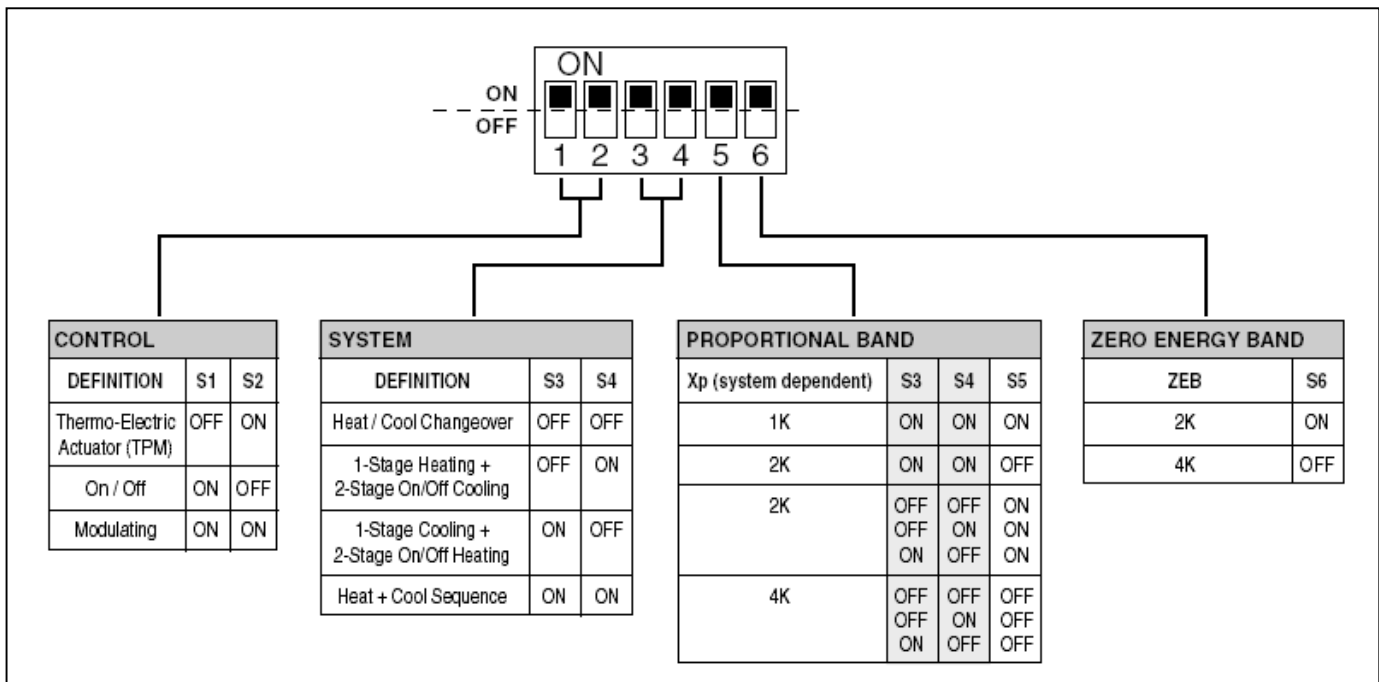 ON
ON
OFF
1 2 3 4 5 6
CONTROL
DEFINITION S1 S2
Thermo-Electric OFF ON
Actuator (TPM)
On / Off ON OFF
Modulating ON ON
SYSTEM
DEFINITION S3 S4
Heat / Cool Changeover OFF OFF
1-Stage Heating + OFF ON
2-Stage On/Off Cooling
1-Stage Cooling + ON OFF
2-Stage On/Off Heating
Heat + Cool Sequence ON ON
PROPORTIONAL BAND
Xp (system dependent) S3 S4 S5
1K ON ON ON
2K ON ON OFF
2K OFF OFF ON
OFF ON ON
ON OFF ON
4K OFF OFF OFF
OFF ON OFF
ON OFF OFF
ZERO ENERGY BAND
ZEB S6
2K ON
4K OFF